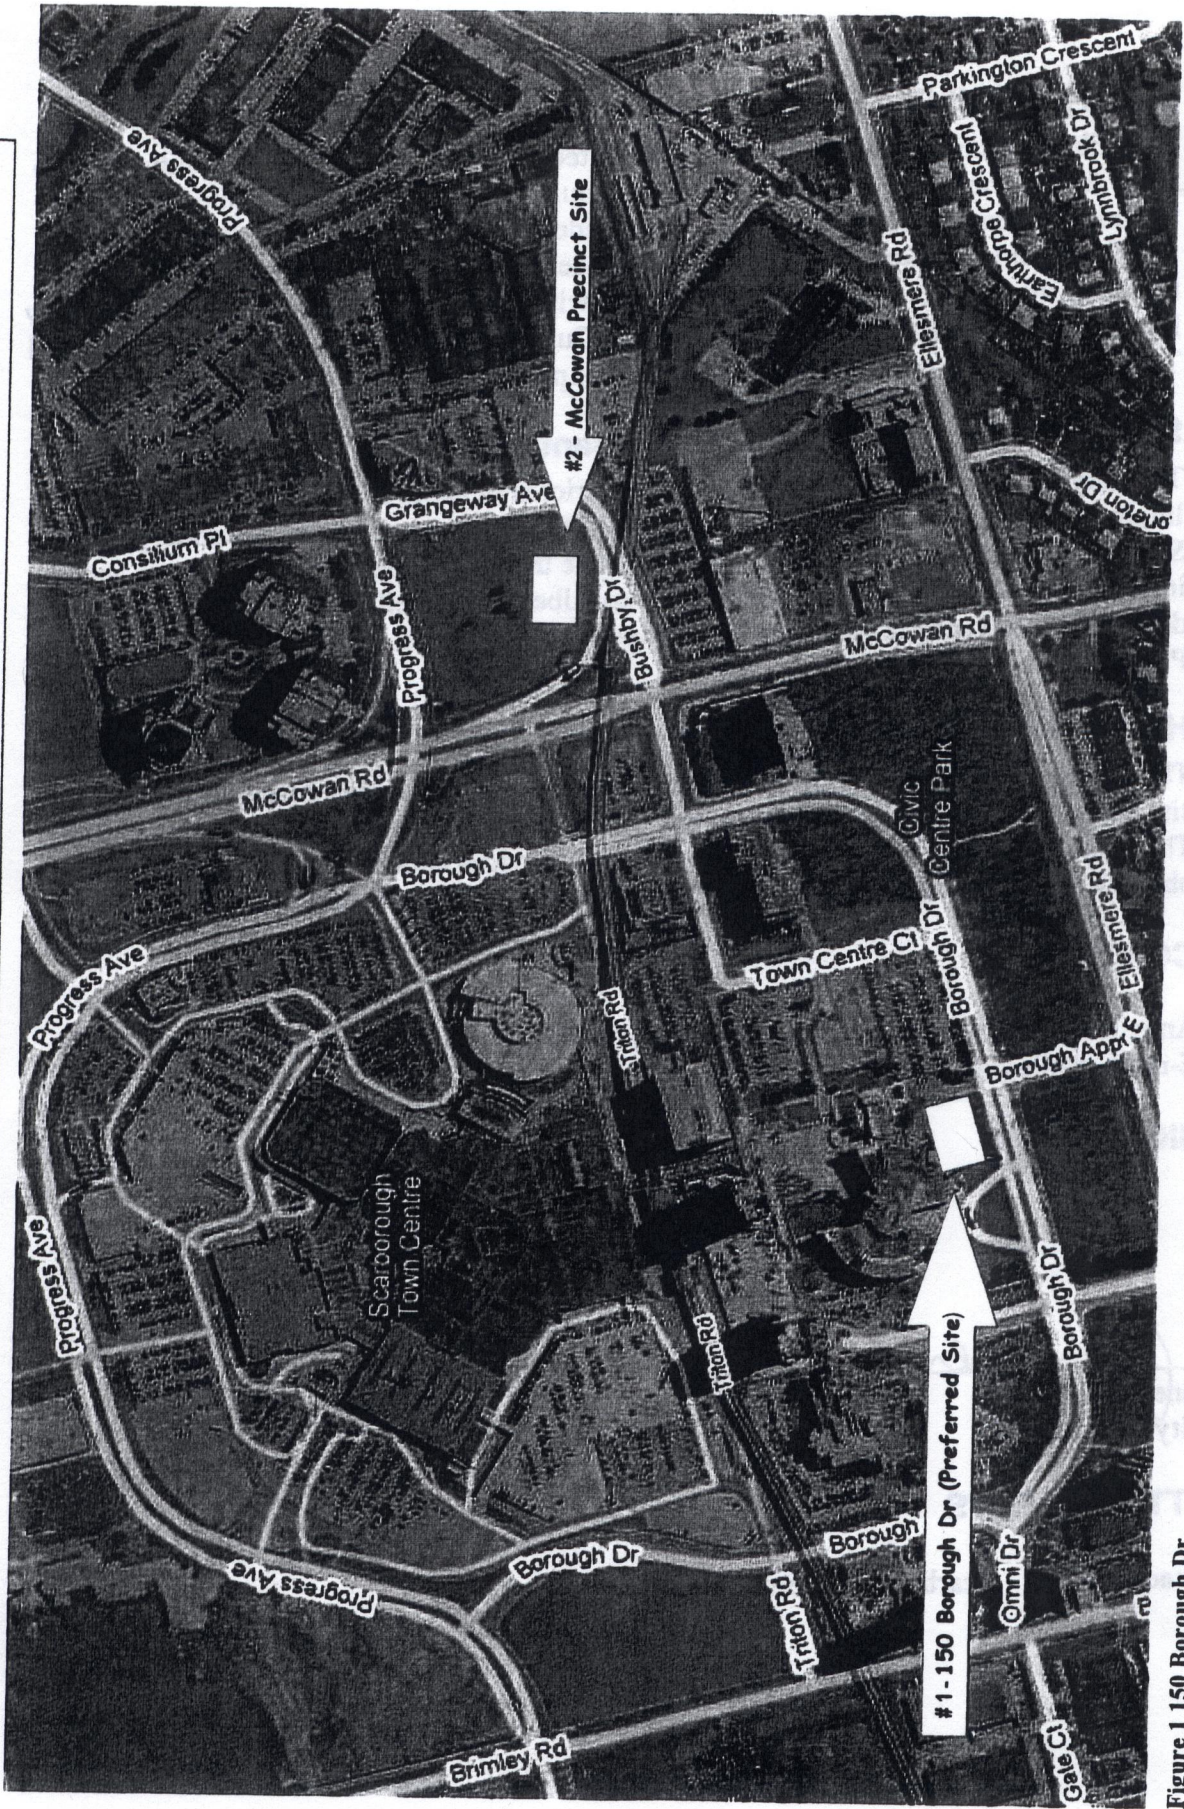 Progress Ave
Parkington Crescent
Earlthorpe Crescent
Lynnbrook Dr
#2 - McCowan Precinct Site
Ellesmere Rd
Consilium Pl
Grangeway Ave
Progress Ave
Bushby Dr
McCowan Rd
McCowan Rd
Borough Dr
Civic
Centre Park
Progress Ave
Town Centre Ct
Borough Dr
Ellesmere Rd
Triton Rd
Borough Appr E
Scarborough
Town Centre
Progress Ave
Triton Rd
Borough Dr
#1-150 Borough Dr (Preferred Site)
Progress Ave
Borough Dr
Borough
Omni Dr
Triton Rd
Brimley Rd
Gale Ct
Figure 1 150 Borough Dr